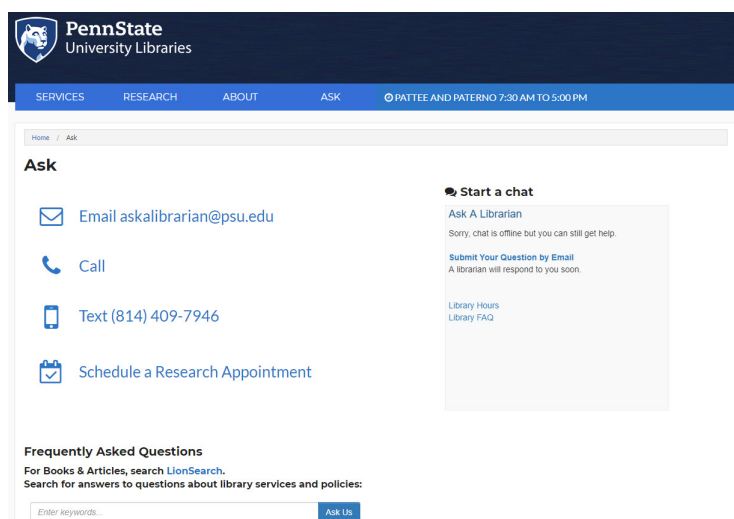 PennState
University Libraries
SERVICES RESEARCH ABOUT ASK PATTEE AND PATERNO 7:30 AM TO 5:00 PM
Home / Ask
Ask
Email askalibrarian@psu.edu
Call
Text (814) 409-7946
Schedule a Research Appointment
Start a chat
Ask A Librarian
Sorry, chat is offline but you can still get help.
Submit Your Question by Email
A librarian will respond to you soon.
Library Hours
Library FAQ
Frequently Asked Questions
For Books & Articles, search LionSearch.
Search for answers to questions about library services and policies:
Enter keywords... Ask Us